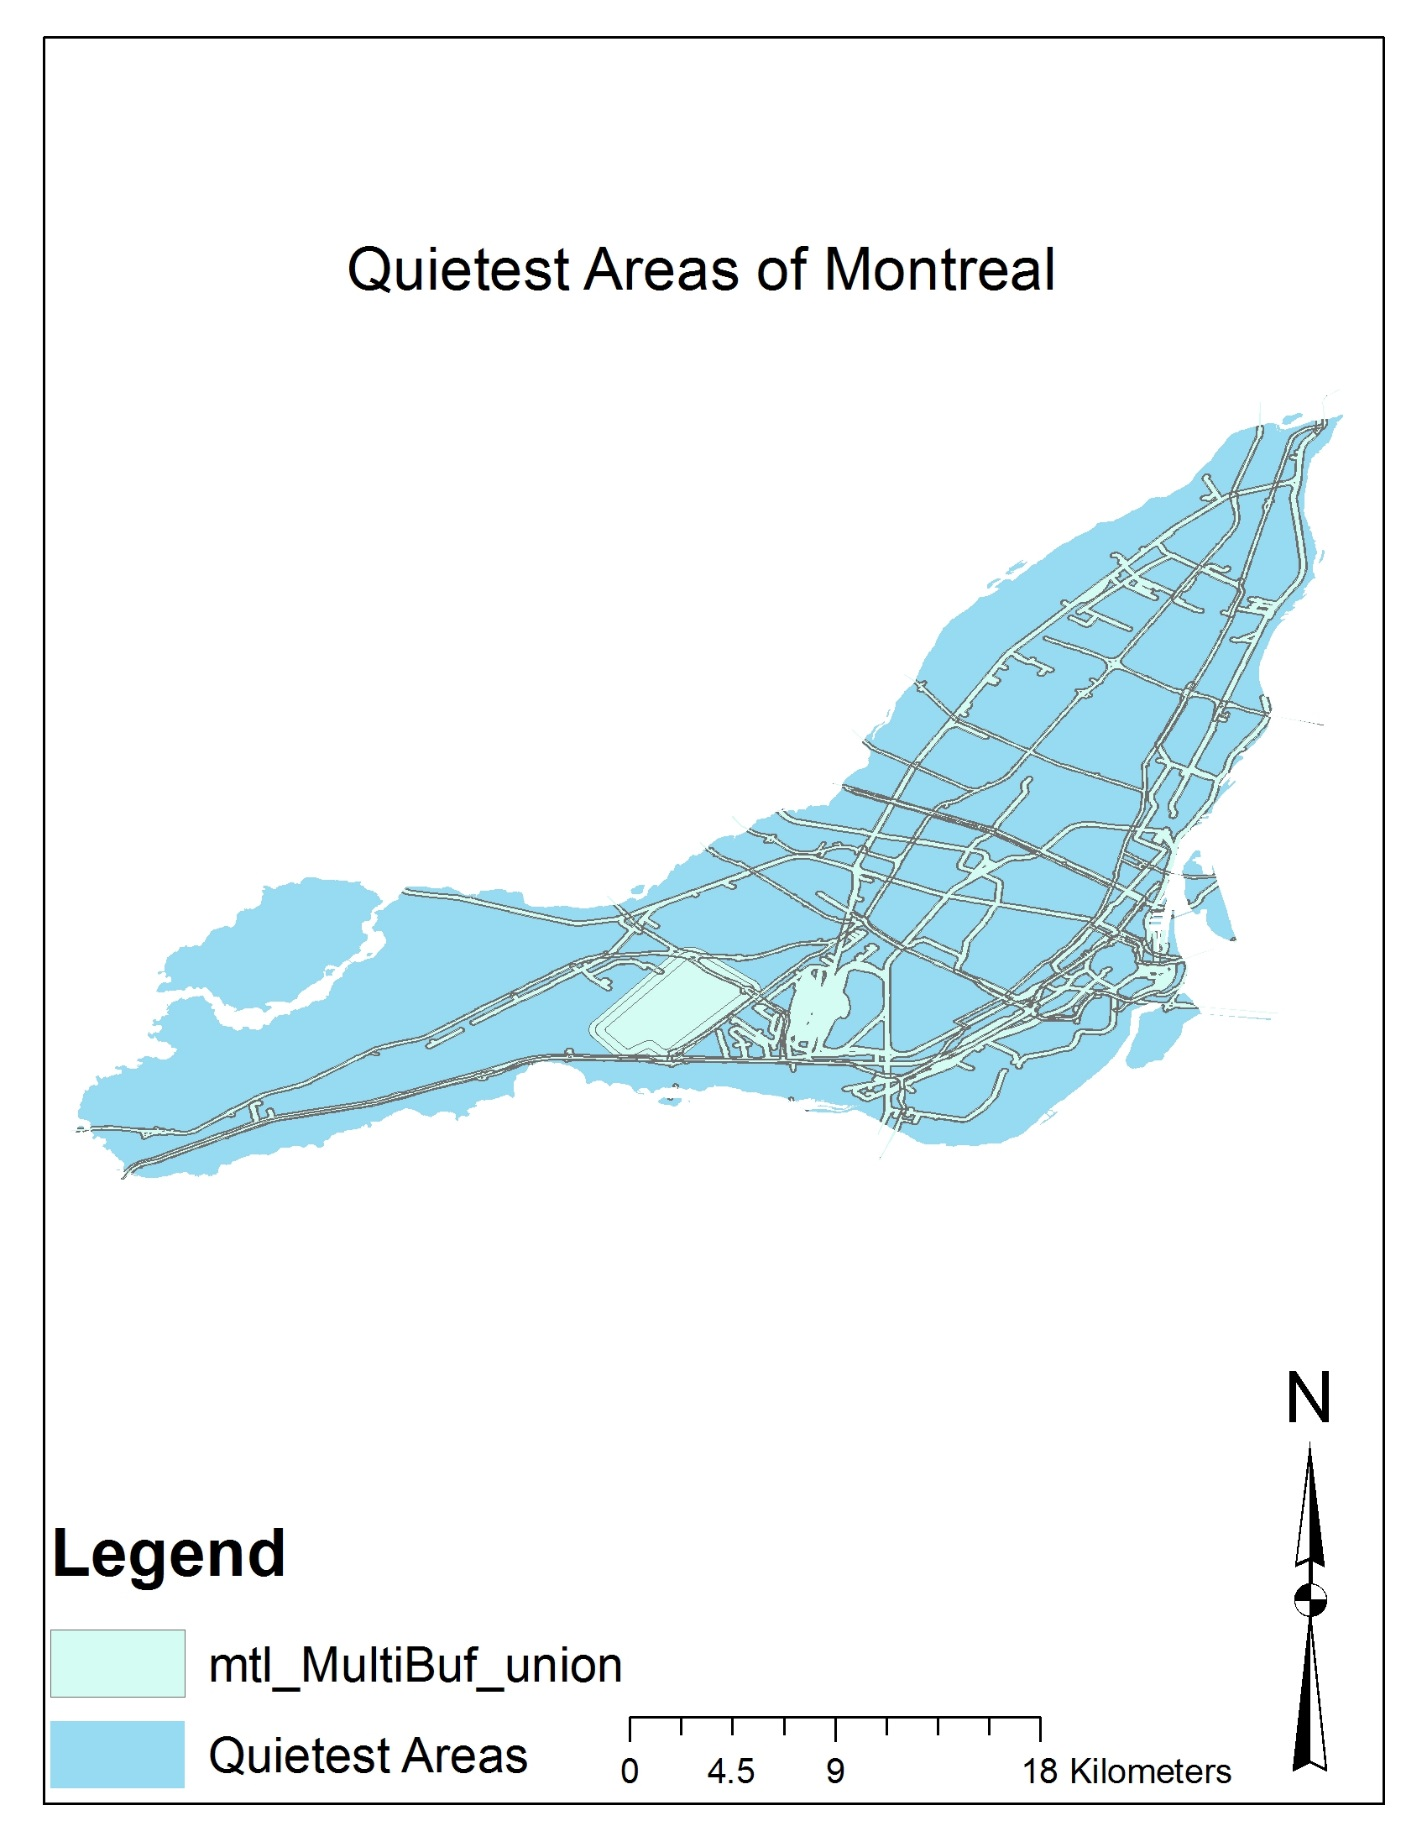 Quietest Areas of Montreal
N
Legend
mtl_MultiBuf_union
Quietest Areas
0 4.5 9 18 Kilometers